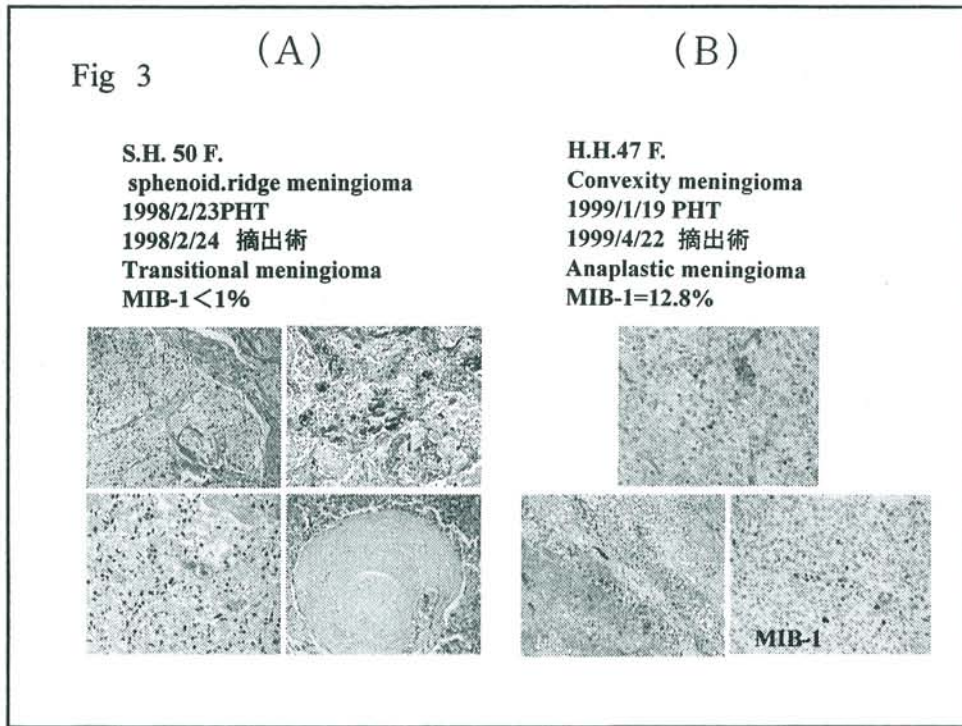 Fig 3
(A)
S.H. 50 F.
sphenoid.ridge meningioma
1998/2/23PHT
1998/2/24 摘出術
Transitional meningioma
MIB-1<1%
(B)
H.H.47 F.
Convexity meningioma
1999/1/19 PHT
1999/4/22 摘出術
Anaplastic meningioma
MIB-1=12.8%
MIB-1